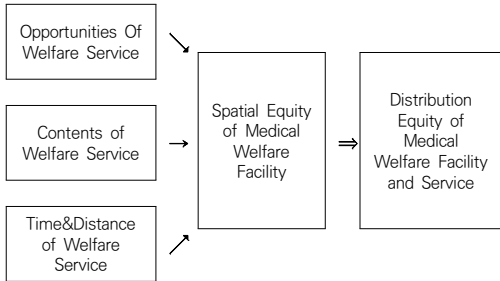 Opportunities Of
Welfare Service
Contents of
Welfare Service
Time&Distance
of Welfare
Service
Spatial Equity
of Medical
Welfare
Facility
Distribution
Equity of
Medical
Welfare Facility
and Service